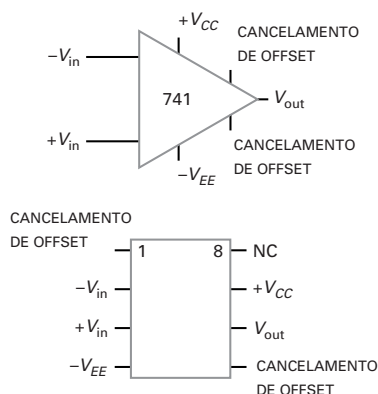 +V_CC
CANCELAMENTO
DE OFFSET
−V_in
741
V_out
+V_in
CANCELAMENTO
DE OFFSET
−V_EE
CANCELAMENTO
DE OFFSET
1 8 NC
−V_in +V_CC
+V_in V_out
−V_EE CANCELAMENTO
DE OFFSET